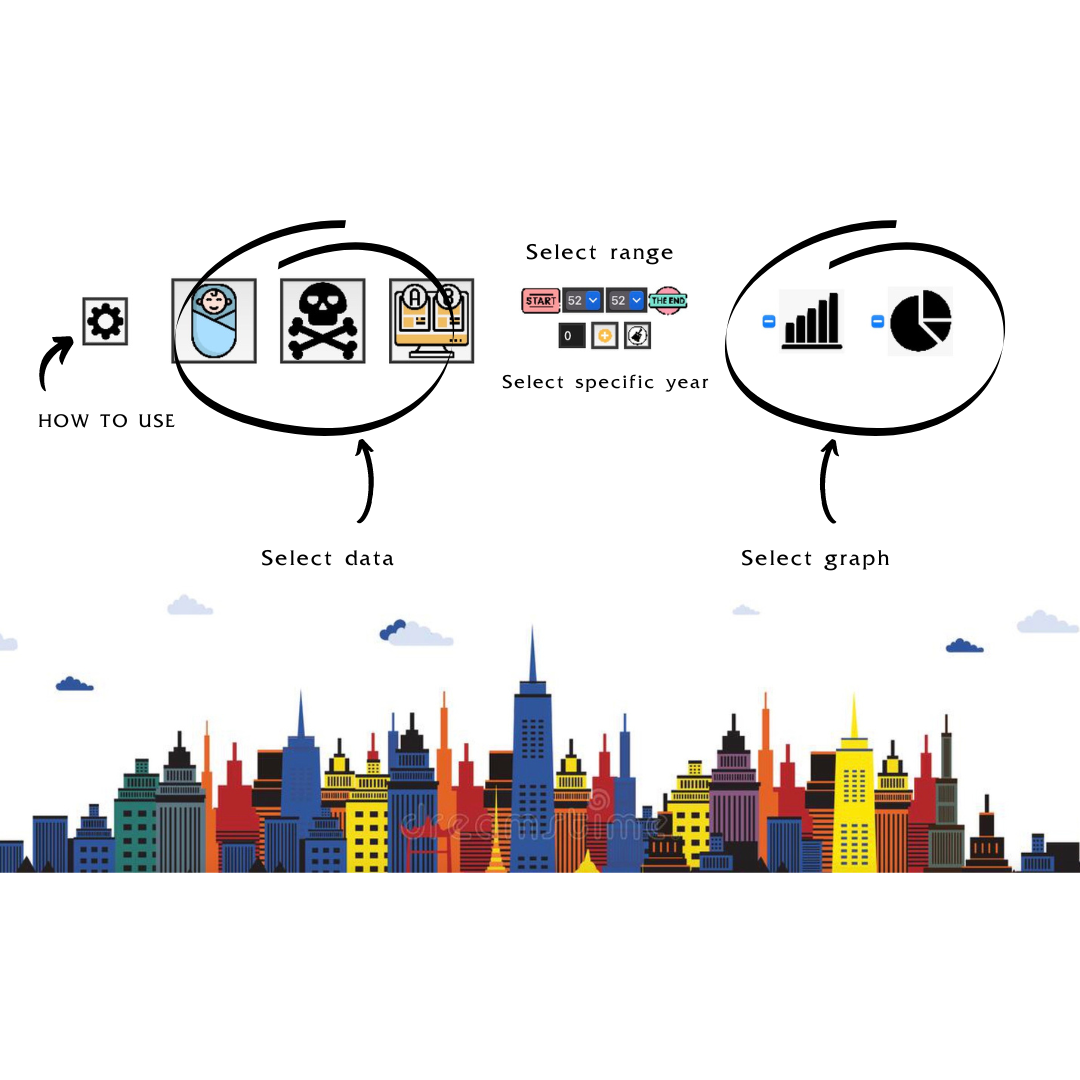 Select range
START 52 52 THE END
0
A B
Select specific year
HOW TO USE
Select data
Select graph
dreamstime